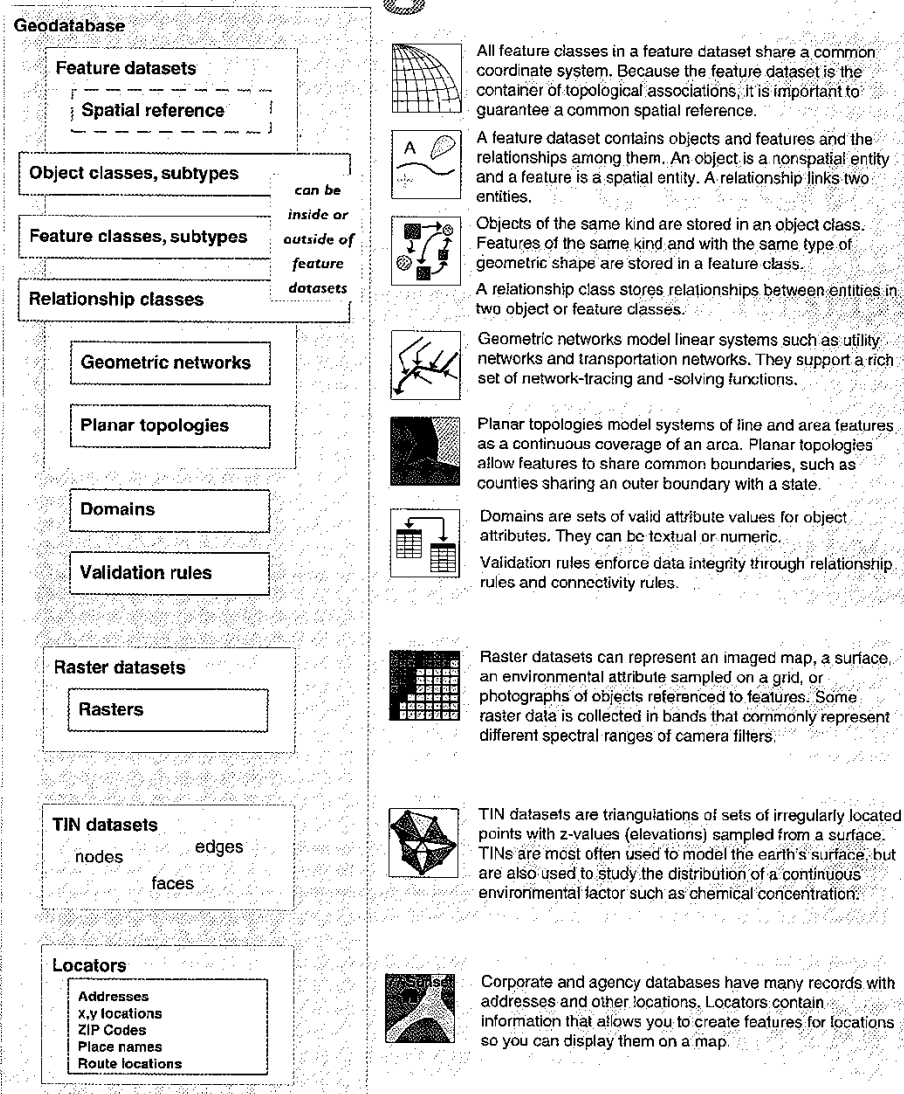 Geodatabase
Feature datasets
Spatial reference
Object classes, subtypes
Feature classes, subtypes
Relationship classes
can be
inside or
outside of
feature
datasets
Geometric networks
Planar topologies
Domains
Validation rules
Raster datasets
Rasters
TIN datasets
nodes
edges
faces
Locators
Addresses
x,y locations
ZIP Codes
Place names
Route locations
All feature classes in a feature dataset share a common
coordinate system. Because the feature dataset is the
container of topological associations, it is important to
guarantee a common spatial reference.
A
A feature dataset contains objects and features and the
relationships among them. An object is a nonspatial entity
and a feature is a spatial entity. A relationship links two
entities.
Objects of the same kind are stored in an object class.
Features of the same kind and with the same type of
geometric shape are stored in a feature class.
A relationship class stores relationships between entities in
two object or feature classes.
Geometric networks model linear systems such as utility
networks and transportation networks. They support a rich
set of network-tracing and -solving functions.
Planar topologies model systems of line and area features
as a continuous coverage of an area. Planar topologies
allow features to share common boundaries, such as
counties sharing an outer boundary with a state.
Domains are sets of valid attribute values for object
attributes. They can be textual or numeric.
Validation rules enforce data integrity through relationship
rules and connectivity rules.
Raster datasets can represent an imaged map, a surface,
an environmental attribute sampled on a grid, or
photographs of objects referenced to features. Some
raster data is collected in bands that commonly represent
different spectral ranges of camera filters.
TIN datasets are triangulations of sets of irregularly located
points with z-values (elevations) sampled from a surface.
TINs are most often used to model the earth's surface, but
are also used to study the distribution of a continuous
environmental factor such as chemical concentration.
Sunset
Corporate and agency databases have many records with
addresses and other locations. Locators contain
information that allows you to create features for locations
so you can display them on a map.